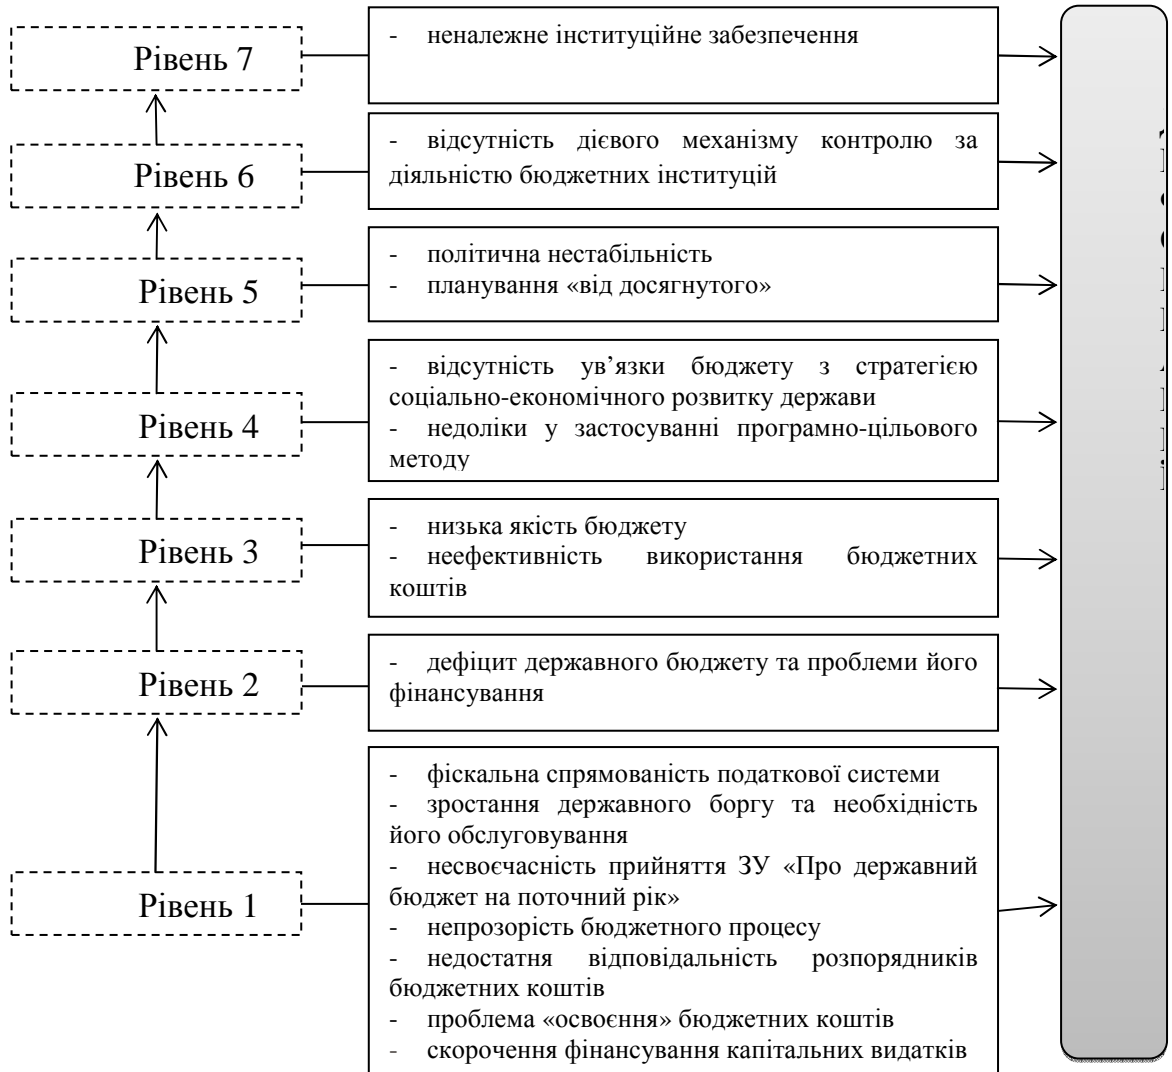 Рівень 7
- неналежне інституційне забезпечення
Рівень 6
- відсутність дієвого механізму контролю за
діяльністю бюджетних інституцій
Рівень 5
- політична нестабільність
- планування «від досягнутого»
Рівень 4
- відсутність ув’язки бюджету з стратегією
соціально-економічного розвитку держави
- недоліки у застосуванні програмно-цільового
методу
Рівень 3
- низька якість бюджету
- неефективність використання бюджетних
коштів
Рівень 2
- дефіцит державного бюджету та проблеми його
фінансування
Рівень 1
- фіскальна спрямованість податкової системи
- зростання державного боргу та необхідність
його обслуговування
- несвоєчасність прийняття ЗУ «Про державний
бюджет на поточний рік»
- непрозорість бюджетного процесу
- недостатня відповідальність розпорядників
бюджетних коштів
- проблема «освоєння» бюджетних коштів
- скорочення фінансування капітальних видатків